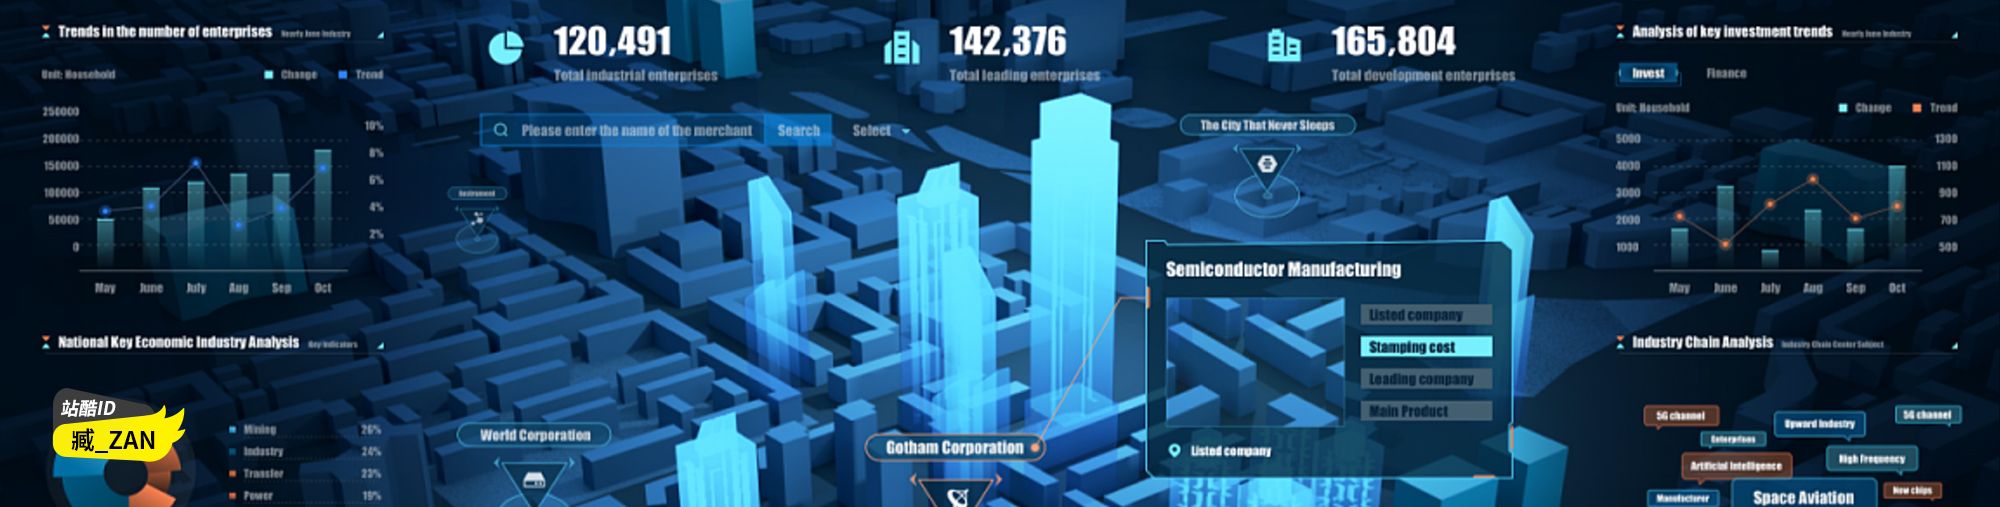 Trends in the number of enterprises
Unit: Household
Change
Trend
250000
200000
150000
100000
50000
0
10%
8%
6%
4%
2%
May
June
July
Aug
Sep
Oct
National Key Economic Industry Analysis
Key Indicators
站酷ID
臧_ZAN
Mining
26%
Industry
24%
Transfer
23%
Power
19%
120,491
Total industrial enterprises
142,376
Total leading enterprises
165,804
Total development enterprises
Please enter the name of the merchant
Search
Select
Instrument
The City That Never Sleeps
World Corporation
Gotham Corporation
Semiconductor Manufacturing
Listed company
Stamping cost
Leading company
Main Product
Listed company
Analysis of key investment trends
Invest
Finance
Unit: Household
Change
Trend
5000
4000
3000
2000
1000
1300
1100
900
700
500
May
June
July
Aug
Sep
Oct
Industry Chain Analysis
Industry Chain Center Subject
5G channel
Upward Industry
5G channel
Enterprises
Artificial Intelligence
High Frequency
Manufacturer
Space Aviation
New chips